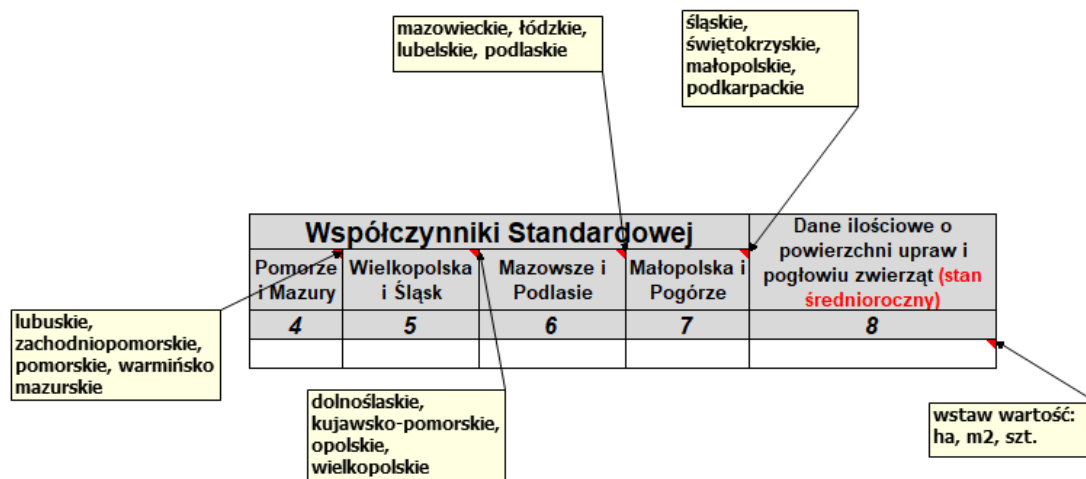 mazowieckie, łódzkie,
lubelskie, podlaskie
śląskie,
świętokrzyskie,
małopolskie,
podkarpackie
Współczynniki Standardowej
Dane ilościowe o
powierzchni upraw i
pogłowiu zwierząt (stan
średnioroczny)
Pomorze
i Mazury
Wielkopolska
i Śląsk
Mazowsze i
Podlasie
Małopolska i
Pogórze
4 5 6 7 8
lubuskie,
zachodniopomorskie,
pomorskie, warmińsko
mazurskie
dolnoślaskie,
kujawsko-pomorskie,
opolskie,
wielkopolskie
wstaw wartość:
ha, m2, szt.